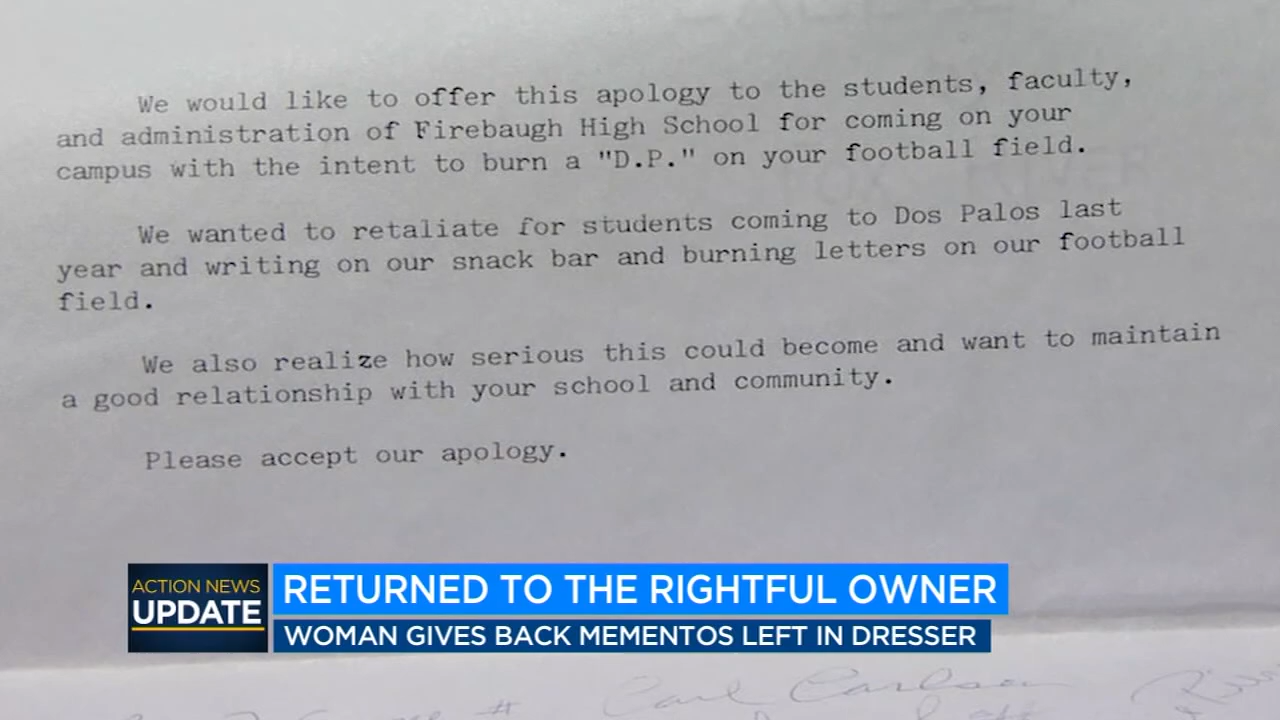 We would like to offer this apology to the students, faculty,
and administration of Firebaugh High School for coming on your
campus with the intent to burn a "D.P." on your football field.
We wanted to retaliate for students coming to Dos Palos last
year and writing on our snack bar and burning letters on our football
field.
We also realize how serious this could become and want to maintain
a good relationship with your school and community.
Please accept our apology.
ACTION NEWS
UPDATE
RETURNED TO THE RIGHTFUL OWNER
WOMAN GIVES BACK MEMENTOS LEFT IN DRESSER
Carl Carlsen